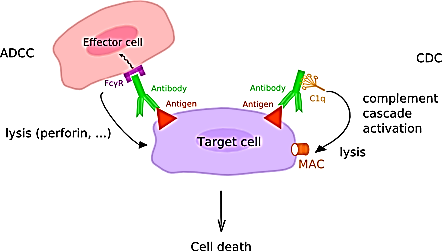 ADCC
Effector cell
FcγR
Antibody
Antigen
lysis (perforin, ...)
Target cell
CDC
Antibody
C1q
Antigen
complement
cascade
activation
lysis
MAC
Cell death